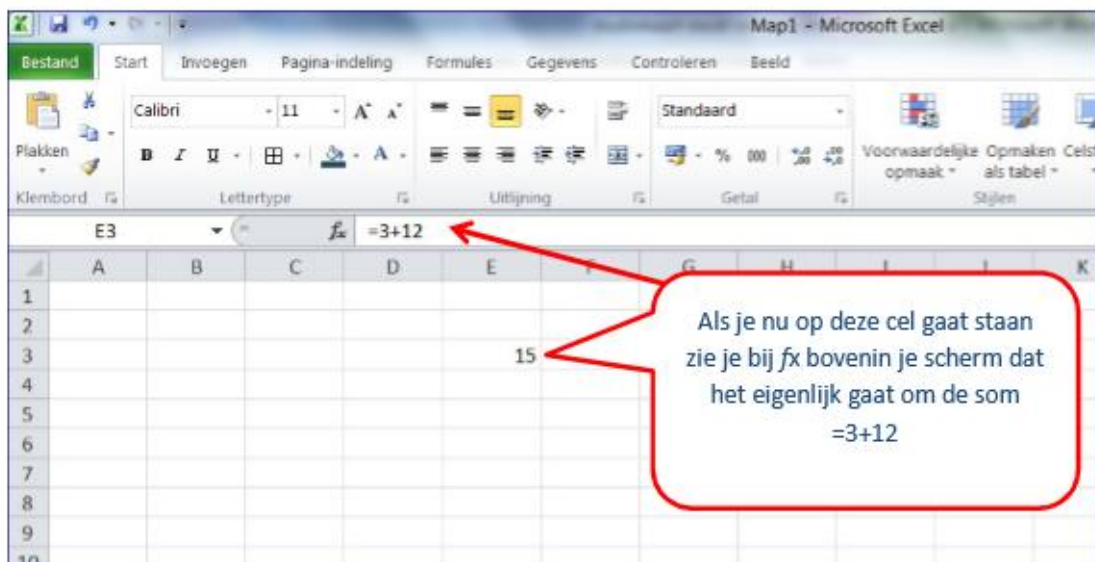 Map1 - Microsoft Excel
Bestand Start Invoegen Pagina-indeling Formules Gegevens Controleren Beeld
Calibri 11 A A Standaard
Plakken B I U A % 000 Voorwaardelijke Opmaken
opmaak als tabel
Klembord Lettertype Uitlijning Getal Stijlen
E3 fx =3+12
A B C D E F G H I J K
1
2
3 15
4
5
6
7
8
9
10
Als je nu op deze cel gaat staan
zie je bij fx bovenin je scherm dat
het eigenlijk gaat om de som
=3+12